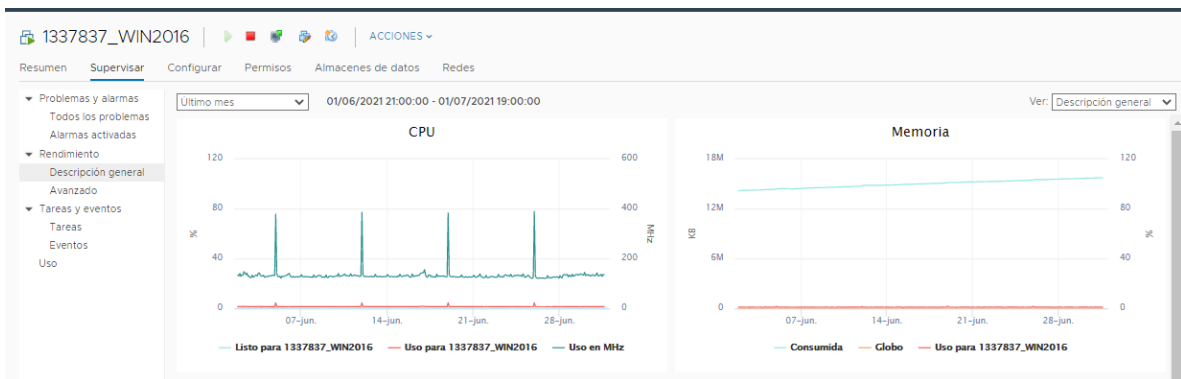 1337837_WIN2016 ACCIONES
Resumen Supervisar Configurar Permisos Almacenes de datos Redes
Problemas y alarmas
Todos los problemas
Alarmas activadas
Rendimiento
Descripción general
Avanzado
Tareas y eventos
Tareas
Eventos
Uso
Último mes 01/06/2021 21:00:00 - 01/07/2021 19:00:00
Ver: Descripción general
CPU
120 600
80 400
% MHz
40 200
0 0
07-jun. 14-jun. 21-jun. 28-jun.
Listo para 1337837_WIN2016 Uso para 1337837_WIN2016 Uso en MHz
Memoria
18M 120
12M 80
KB %
6M 40
0 0
07-jun. 14-jun. 21-jun. 28-jun.
Consumida Globo Uso para 1337837_WIN2016